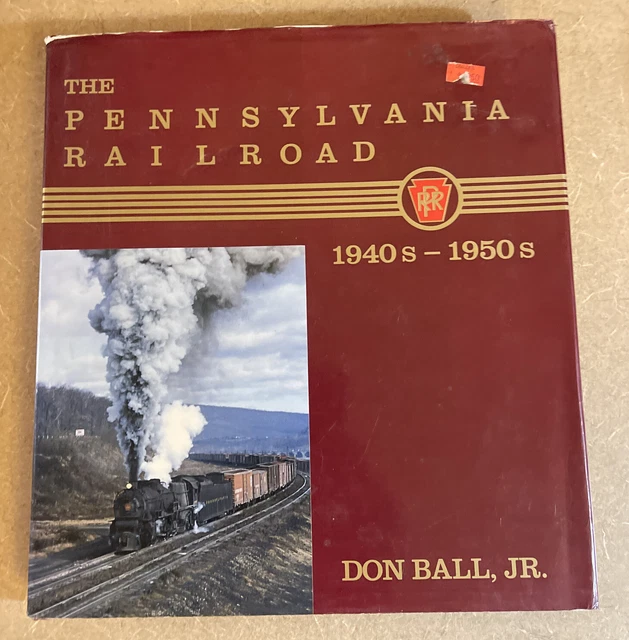 THE
PENNSYLVANIA
RAILROAD
PRR
1940s – 1950s
DON BALL, JR.